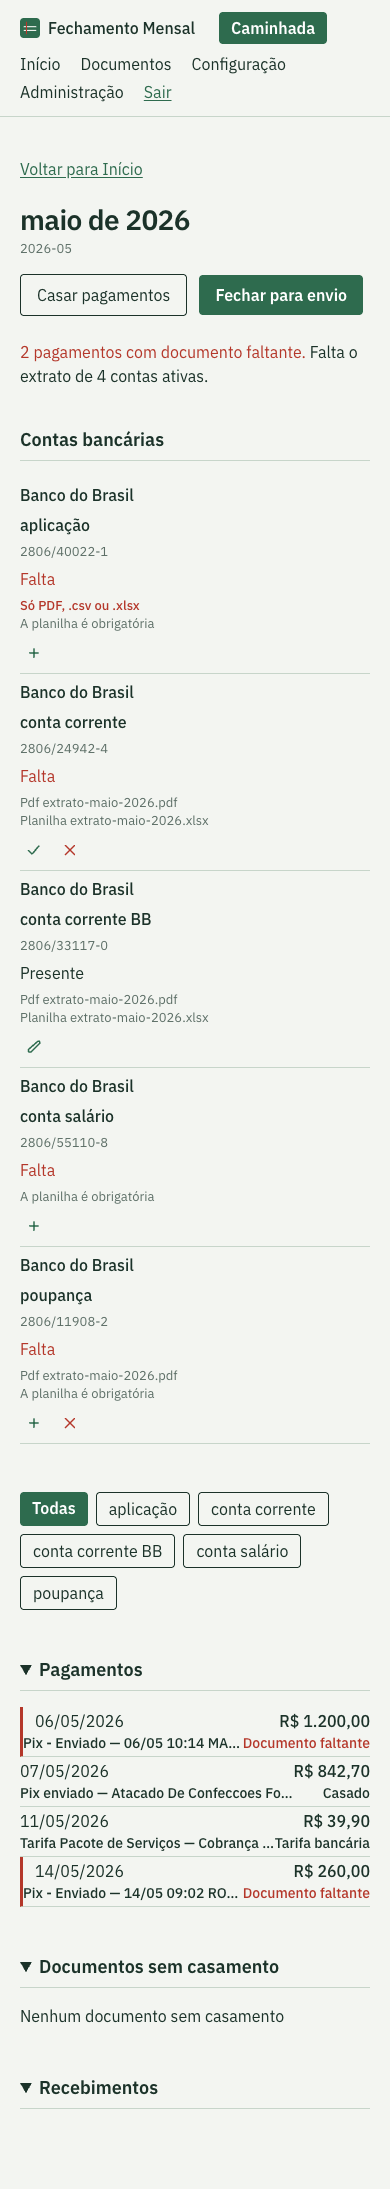 Fechamento Mensal
Caminhada
Início Documentos Configuração
Administração Sair
Voltar para Início
maio de 2026
2026-05
Casar pagamentos
Fechar para envio
2 pagamentos com documento faltante. Falta o
extrato de 4 contas ativas.
Contas bancárias
Banco do Brasil
aplicação
2806/40022-1
Falta
Só PDF, .csv ou .xlsx
A planilha é obrigatória
+
Banco do Brasil
conta corrente
2806/24942-4
Falta
Pdf extrato-maio-2026.pdf
Planilha extrato-maio-2026.xlsx
Banco do Brasil
conta corrente BB
2806/33117-0
Presente
Pdf extrato-maio-2026.pdf
Planilha extrato-maio-2026.xlsx
Banco do Brasil
conta salário
2806/55110-8
Falta
A planilha é obrigatória
+
Banco do Brasil
poupança
2806/11908-2
Falta
Pdf extrato-maio-2026.pdf
A planilha é obrigatória
+
Todas aplicação conta corrente
conta corrente BB conta salário
poupança
Pagamentos
06/05/2026 R$ 1.200,00
Pix - Enviado — 06/05 10:14 MA... Documento faltante
07/05/2026 R$ 842,70
Pix enviado — Atacado De Confeccoes Fo... Casado
11/05/2026 R$ 39,90
Tarifa Pacote de Serviços — Cobrança ... Tarifa bancária
14/05/2026 R$ 260,00
Pix - Enviado — 14/05 09:02 RO... Documento faltante
Documentos sem casamento
Nenhum documento sem casamento
Recebimentos